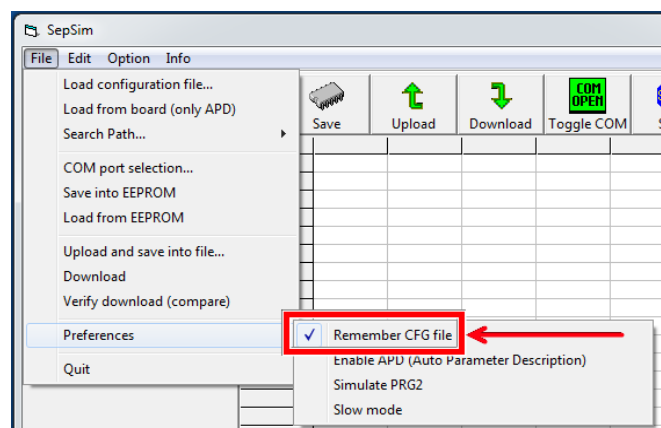 SepSim
File Edit Option Info
Load configuration file...
Load from board (only APD)
Search Path...
COM port selection...
Save into EEPROM
Load from EEPROM
Upload and save into file...
Download
Verify download (compare)
Preferences
Quit
Save Upload Download Toggle COM
COM
OPEN
Remember CFG file
Enable APD (Auto Parameter Description)
Simulate PRG2
Slow mode